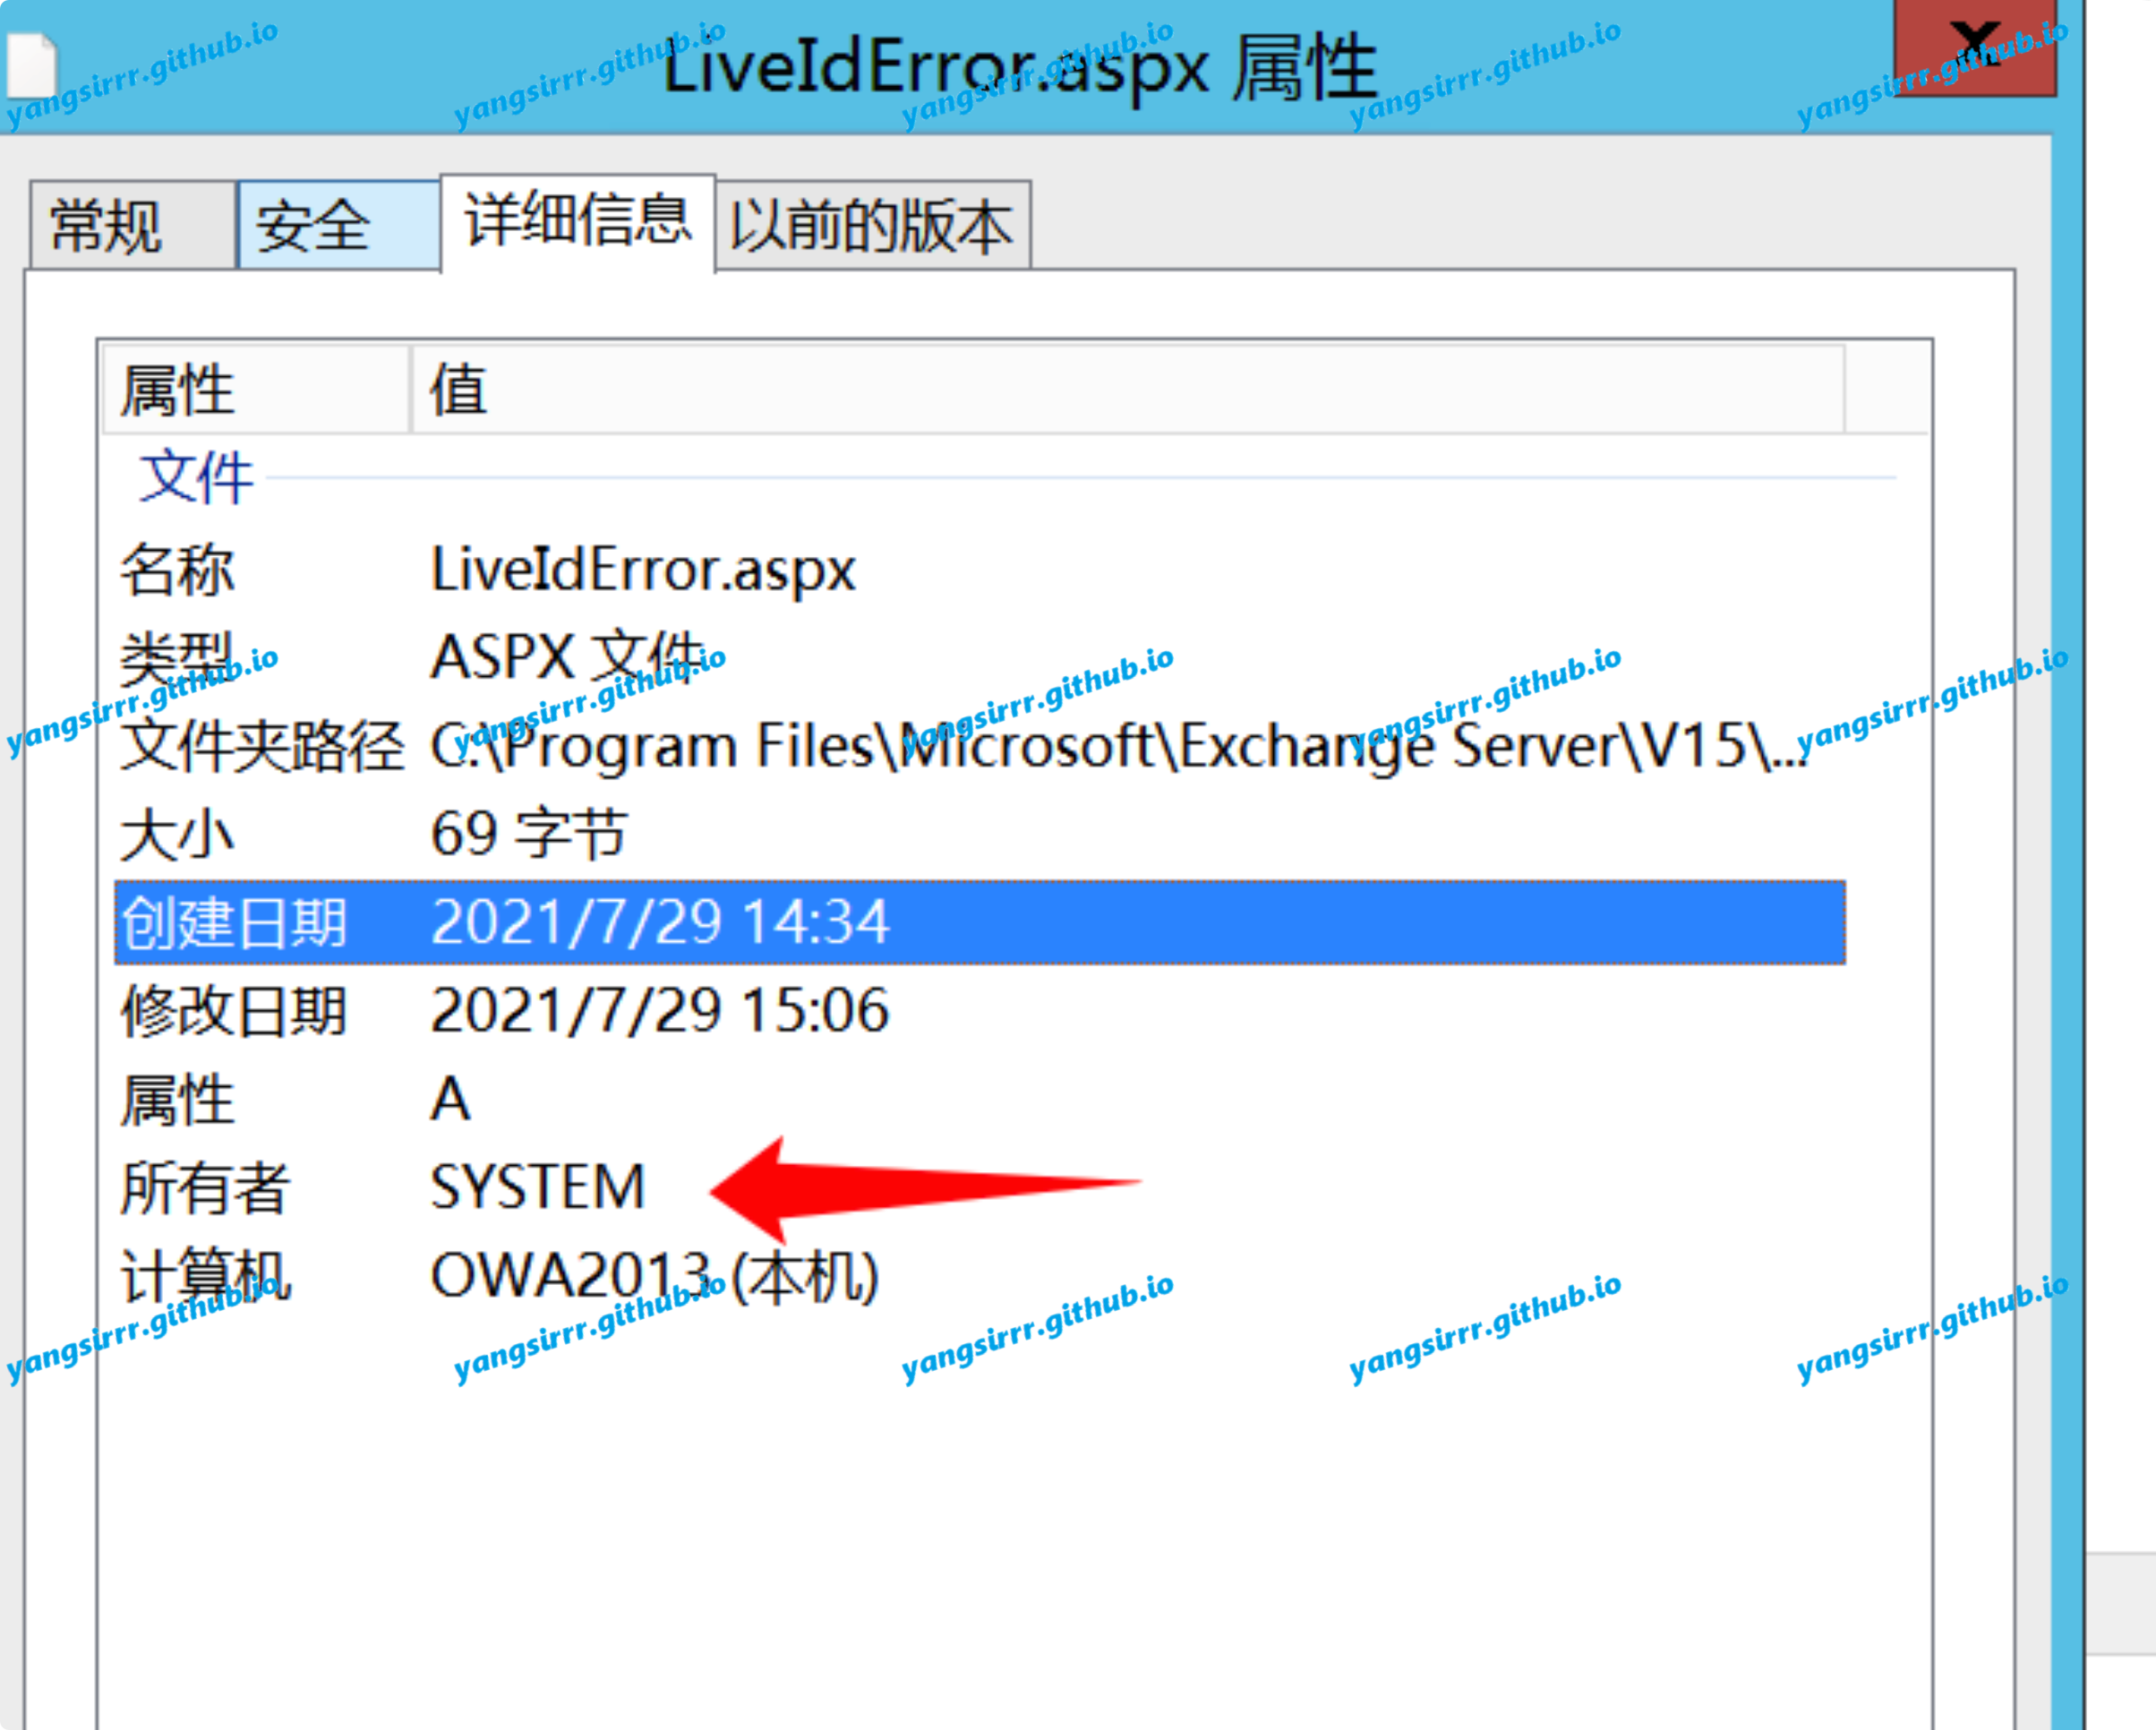 LiveIdError.aspx 属性
yangsirrr.github.io yangsirrr.github.io yangsirrr.github.io yangsirrr.github.io yangsirrr.github.io
常规 安全 详细信息 以前的版本
属性 值
文件
名称 LiveIdError.aspx
类型 ASPX 文件
yangsirrr.github.io yangsirrr.github.io yangsirrr.github.io yangsirrr.github.io yangsirrr.github.io
文件夹路径 C:\Program Files\Microsoft\Exchange Server\V15\...
大小 69 字节
创建日期 2021/7/29 14:34
修改日期 2021/7/29 15:06
属性 A
所有者 SYSTEM
计算机 OWA2013 (本机)
yangsirrr.github.io yangsirrr.github.io yangsirrr.github.io yangsirrr.github.io yangsirrr.github.io